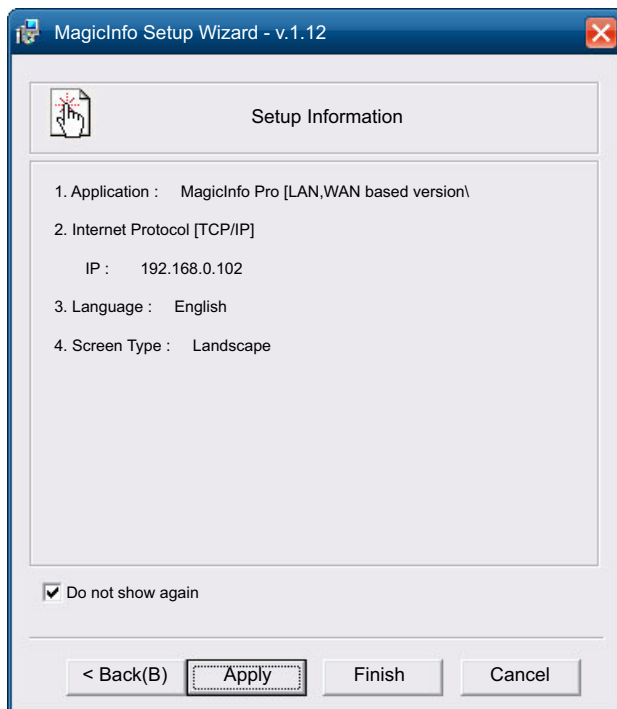 MagicInfo Setup Wizard - v.1.12
Setup Information
1. Application : MagicInfo Pro [LAN,WAN based version\
2. Internet Protocol [TCP/IP]
IP : 192.168.0.102
3. Language : English
4. Screen Type : Landscape
Do not show again
< Back(B) Apply Finish Cancel